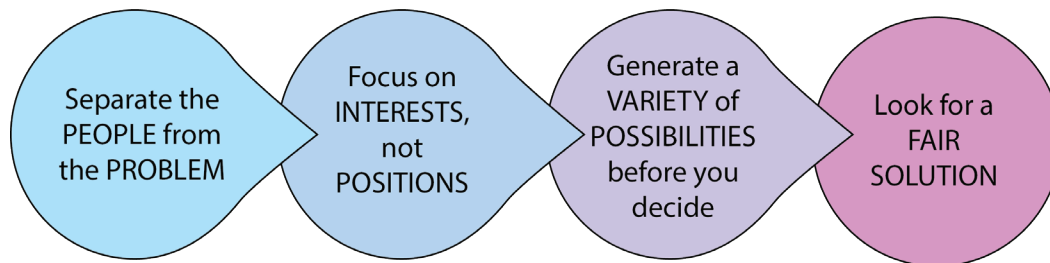 Separate the
PEOPLE from
the PROBLEM
Focus on
INTERESTS,
not
POSITIONS
Generate a
VARIETY of
POSSIBILITIES
before you
decide
Look for a
FAIR
SOLUTION